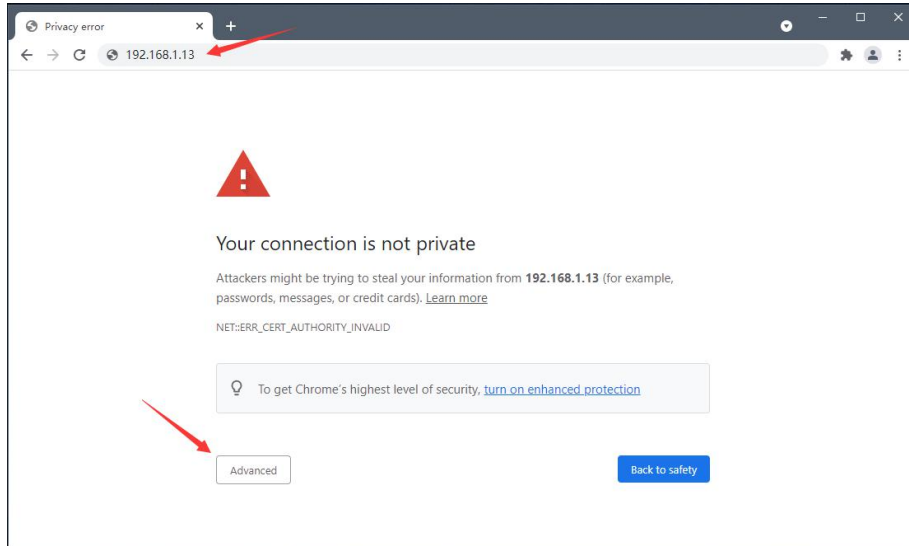 Privacy error
192.168.1.13
Your connection is not private
Attackers might be trying to steal your information from 192.168.1.13 (for example,
passwords, messages, or credit cards). Learn more
NET::ERR_CERT_AUTHORITY_INVALID
To get Chrome's highest level of security, turn on enhanced protection
Advanced
Back to safety